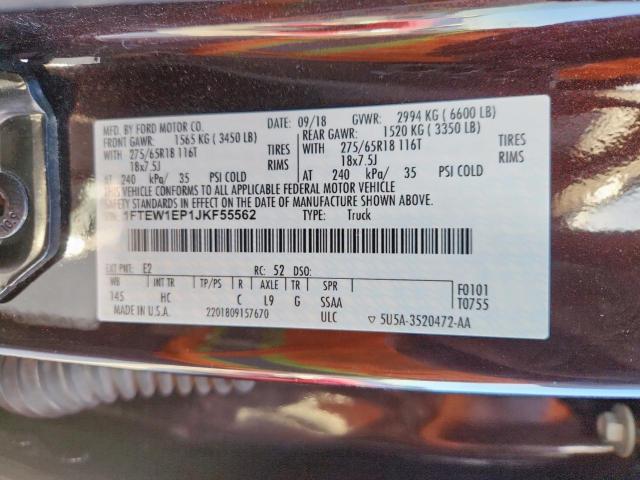 MFD. BY FORD MOTOR CO.
DATE: 09/18 GVWR: 2994 KG (6600 LB)
FRONT GAWR: 1565 KG (3450 LB)
REAR GAWR: 1520 KG (3350 LB)
WITH 275/65R18 116T TIRES
WITH 275/65R18 116T TIRES
18x7.5J RIMS
18x7.5J RIMS
AT 240 kPa/ 35 PSI COLD
AT 240 kPa/ 35 PSI COLD
THIS VEHICLE CONFORMS TO ALL APPLICABLE FEDERAL MOTOR VEHICLE
SAFETY STANDARDS IN EFFECT ON THE DATE OF MANUFACTURE SHOWN ABOVE.
1FTEW1EP1JKF55562 TYPE: Truck
EXT PNT: E2 RC: 52 DSO:
WB INT TR TP/PS R AXLE TR SPR
F0101
145 HC C L9 G SSAA
T0755
MADE IN U.S.A. 2201809157670 ULC 5U5A-3520472-AA